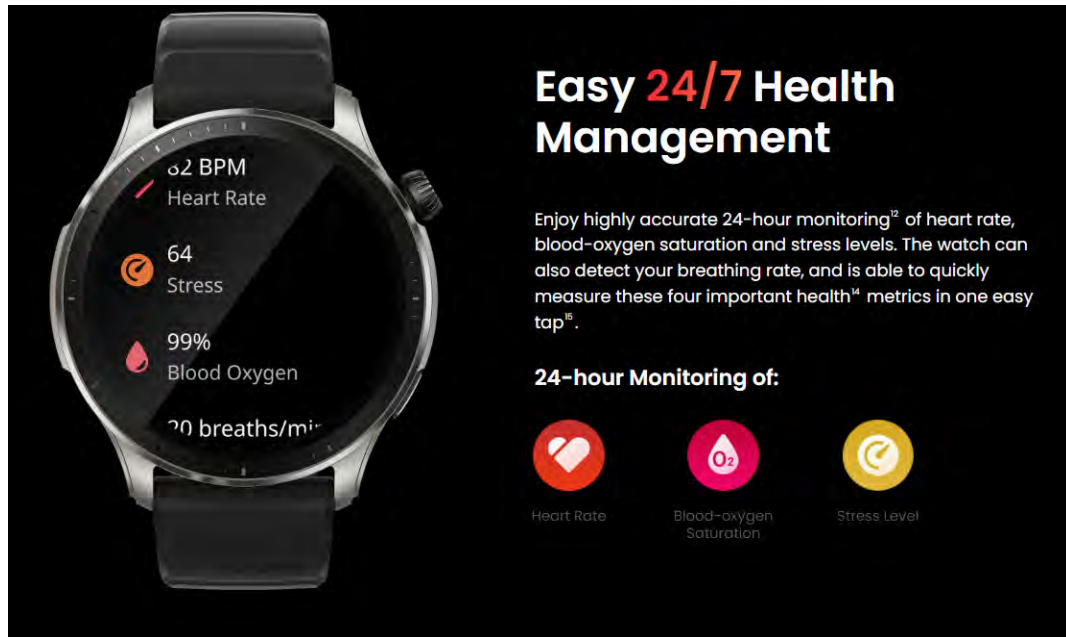 82 BPM
Heart Rate
64
Stress
99%
Blood Oxygen
20 breaths/min
Easy 24/7 Health
Management
Enjoy highly accurate 24-hour monitoring¹² of heart rate,
blood-oxygen saturation and stress levels. The watch can
also detect your breathing rate, and is able to quickly
measure these four important health¹⁴ metrics in one easy
tap¹⁵.
24-hour Monitoring of:
O₂
Heart Rate
Blood-oxygen
Saturation
Stress Level